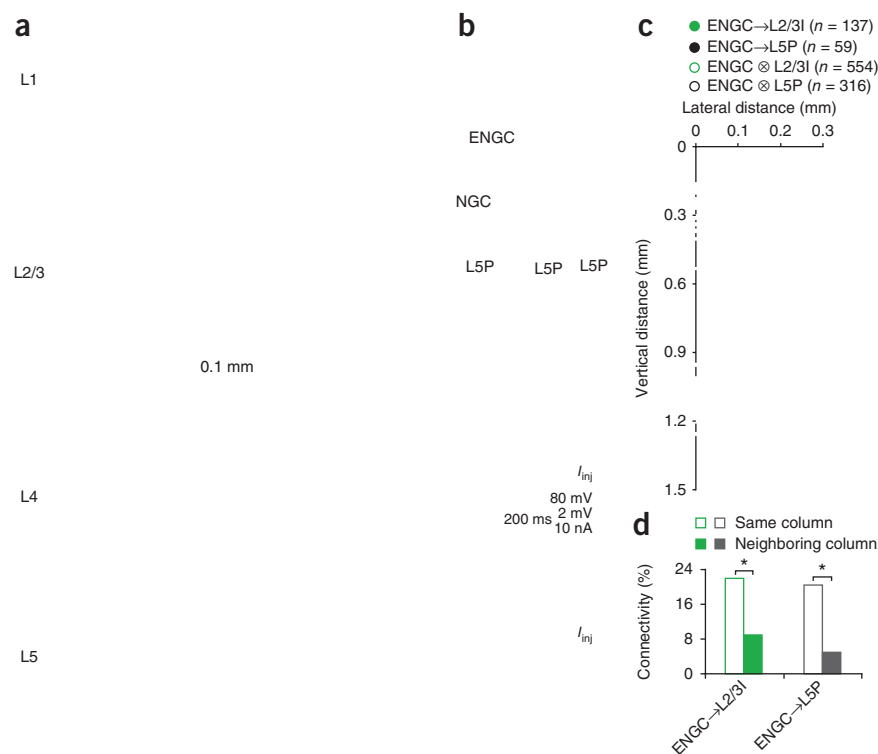 a
L1
L2/3
0.1 mm
L4
L5
b
ENGC
NGC
L5P
L5P
L5P
Iinj
80 mV
200 ms
2 mV
10 nA
Iinj
c
ENGC→L2/3I (n = 137)
ENGC→L5P (n = 59)
ENGC ⊗ L2/3I (n = 554)
ENGC ⊗ L5P (n = 316)
Lateral distance (mm)
0 0.1 0.2 0.3
0
0.3
0.6
0.9
1.2
1.5
Vertical distance (mm)
d
Same column
Neighboring column
24
16
8
0
Connectivity (%)
* *
ENGC→L2/3I
ENGC→L5P